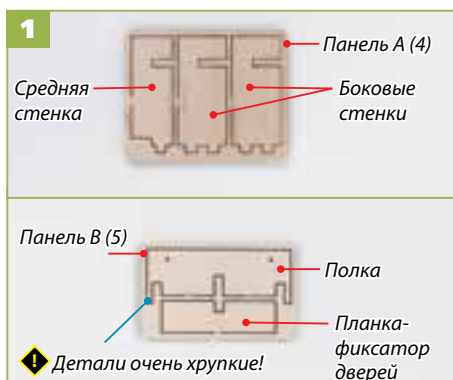 1
Панель A (4)
Средняя
стенка
Боковые
стенки
Панель B (5)
Полка
Планка-
фиксатор
дверей
Детали очень хрупкие!